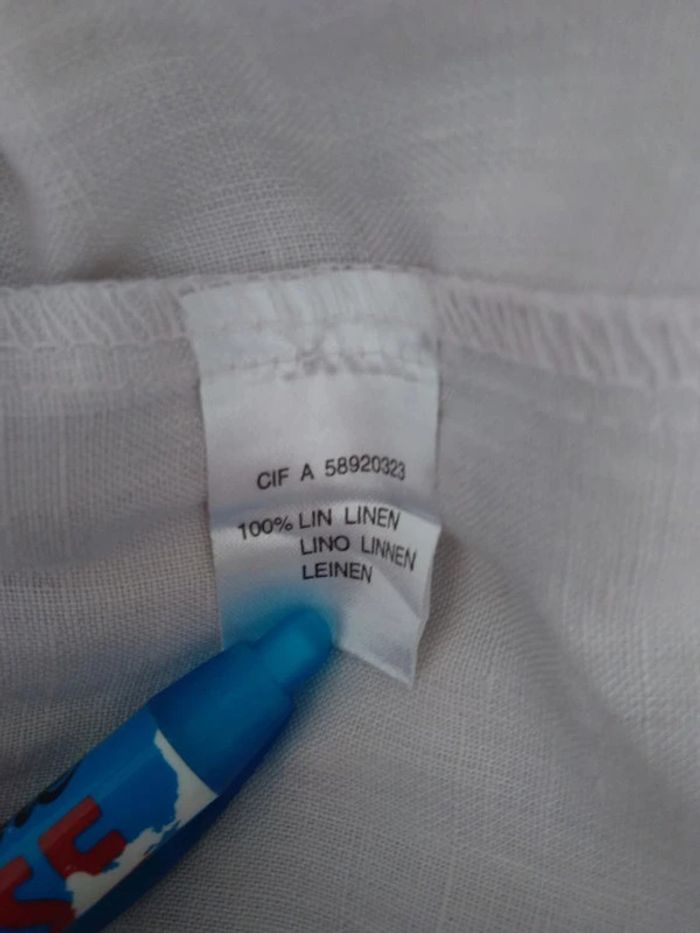 CIF A 58920323
100% LIN LINEN
LINO LINNEN
LEINEN